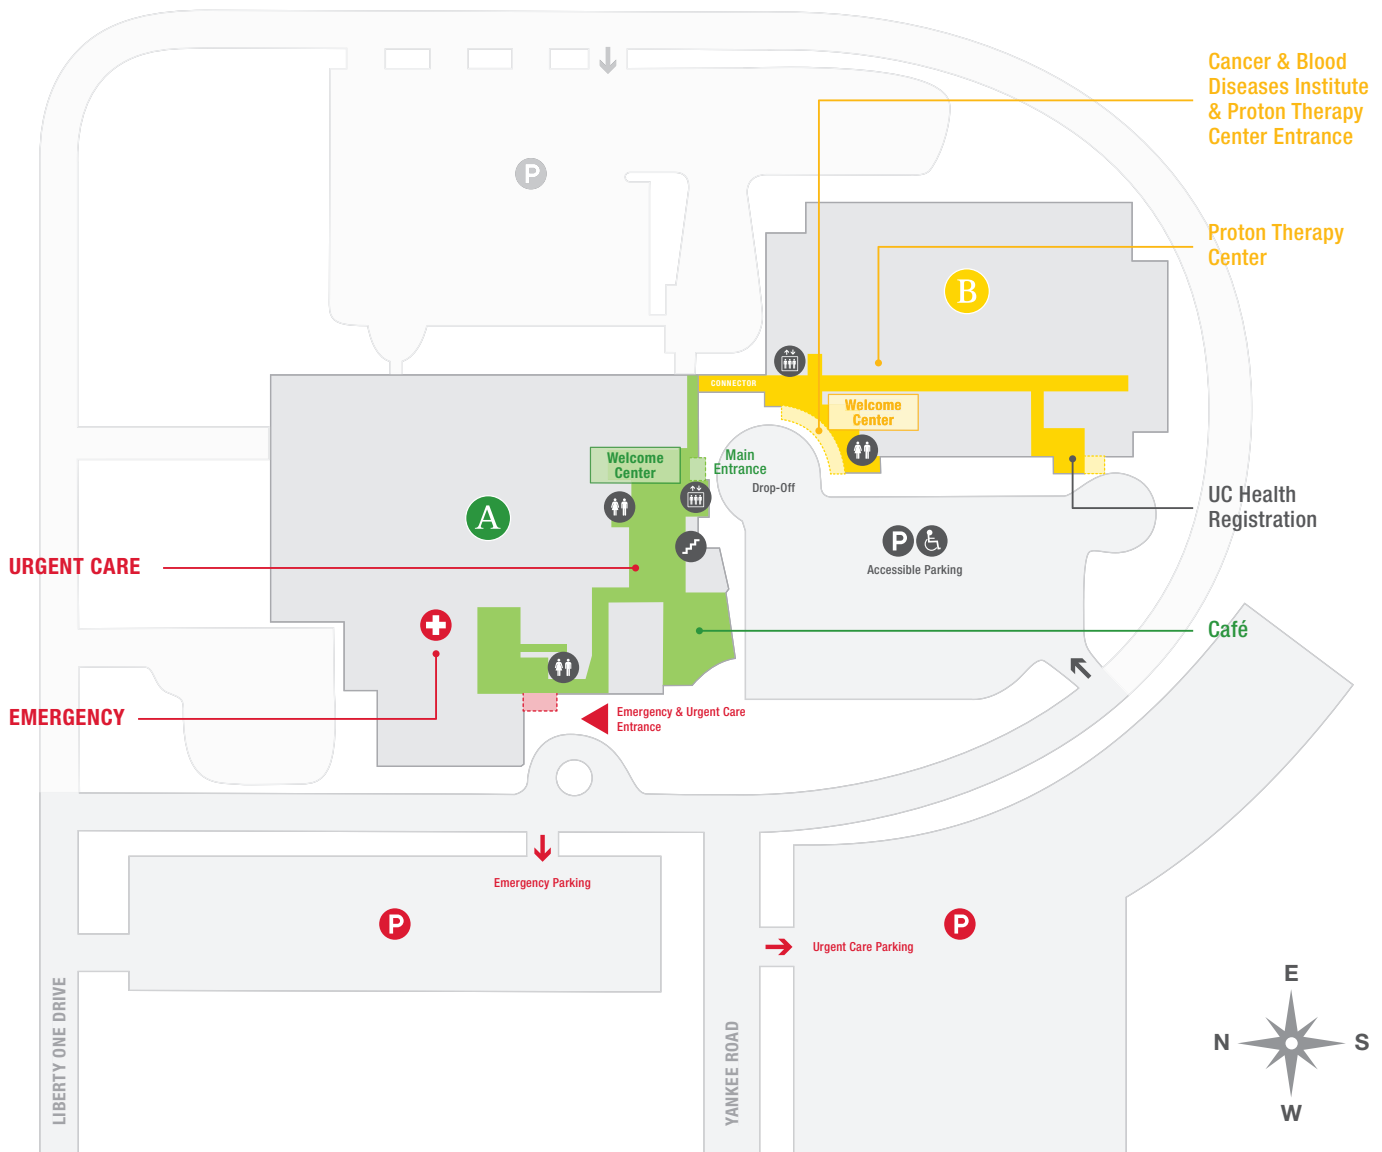 Cancer & Blood
Diseases Institute
& Proton Therapy
Center Entrance
P
Proton Therapy
Center
B
CONNECTOR
Welcome
Center
Welcome
Center
Main
Entrance
Drop-Off
UC Health
Registration
A
P
Accessible Parking
URGENT CARE
Café
EMERGENCY
Emergency & Urgent Care
Entrance
Emergency Parking
P
P
Urgent Care Parking
LIBERTY ONE DRIVE
YANKEE ROAD
E
N
S
W